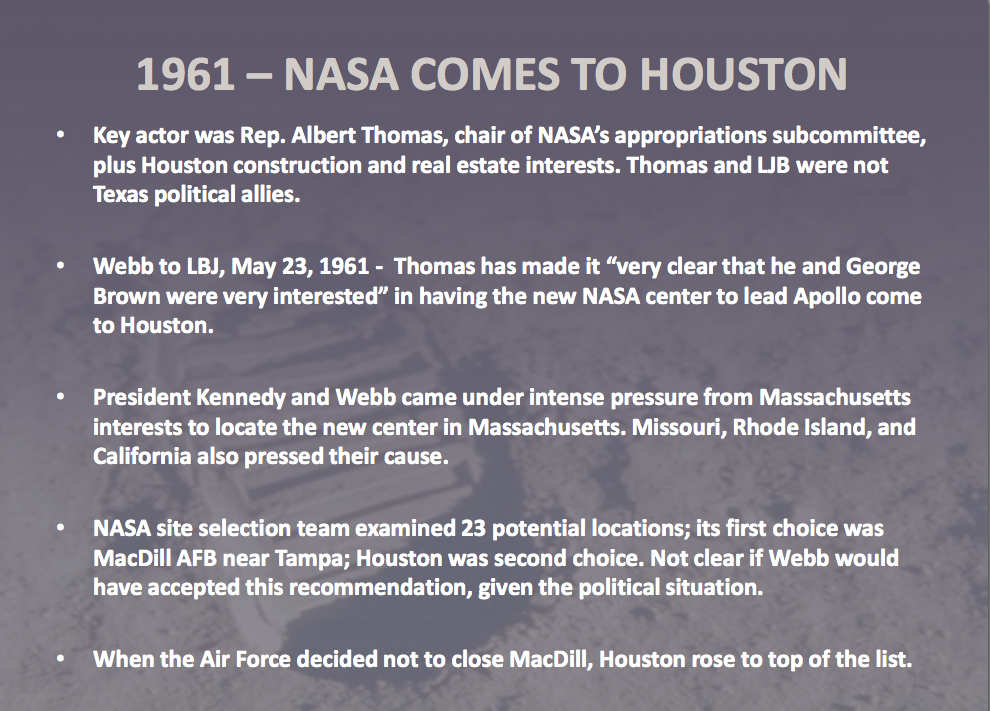 1961 – NASA COMES TO HOUSTON
• Key actor was Rep. Albert Thomas, chair of NASA’s appropriations subcommittee,
plus Houston construction and real estate interests. Thomas and LJB were not
Texas political allies.
• Webb to LBJ, May 23, 1961 -  Thomas has made it “very clear that he and George
Brown were very interested” in having the new NASA center to lead Apollo come
to Houston.
• President Kennedy and Webb came under intense pressure from Massachusetts
interests to locate the new center in Massachusetts. Missouri, Rhode Island, and
California also pressed their cause.
• NASA site selection team examined 23 potential locations; its first choice was
MacDill AFB near Tampa; Houston was second choice. Not clear if Webb would
have accepted this recommendation, given the political situation.
• When the Air Force decided not to close MacDill, Houston rose to top of the list.